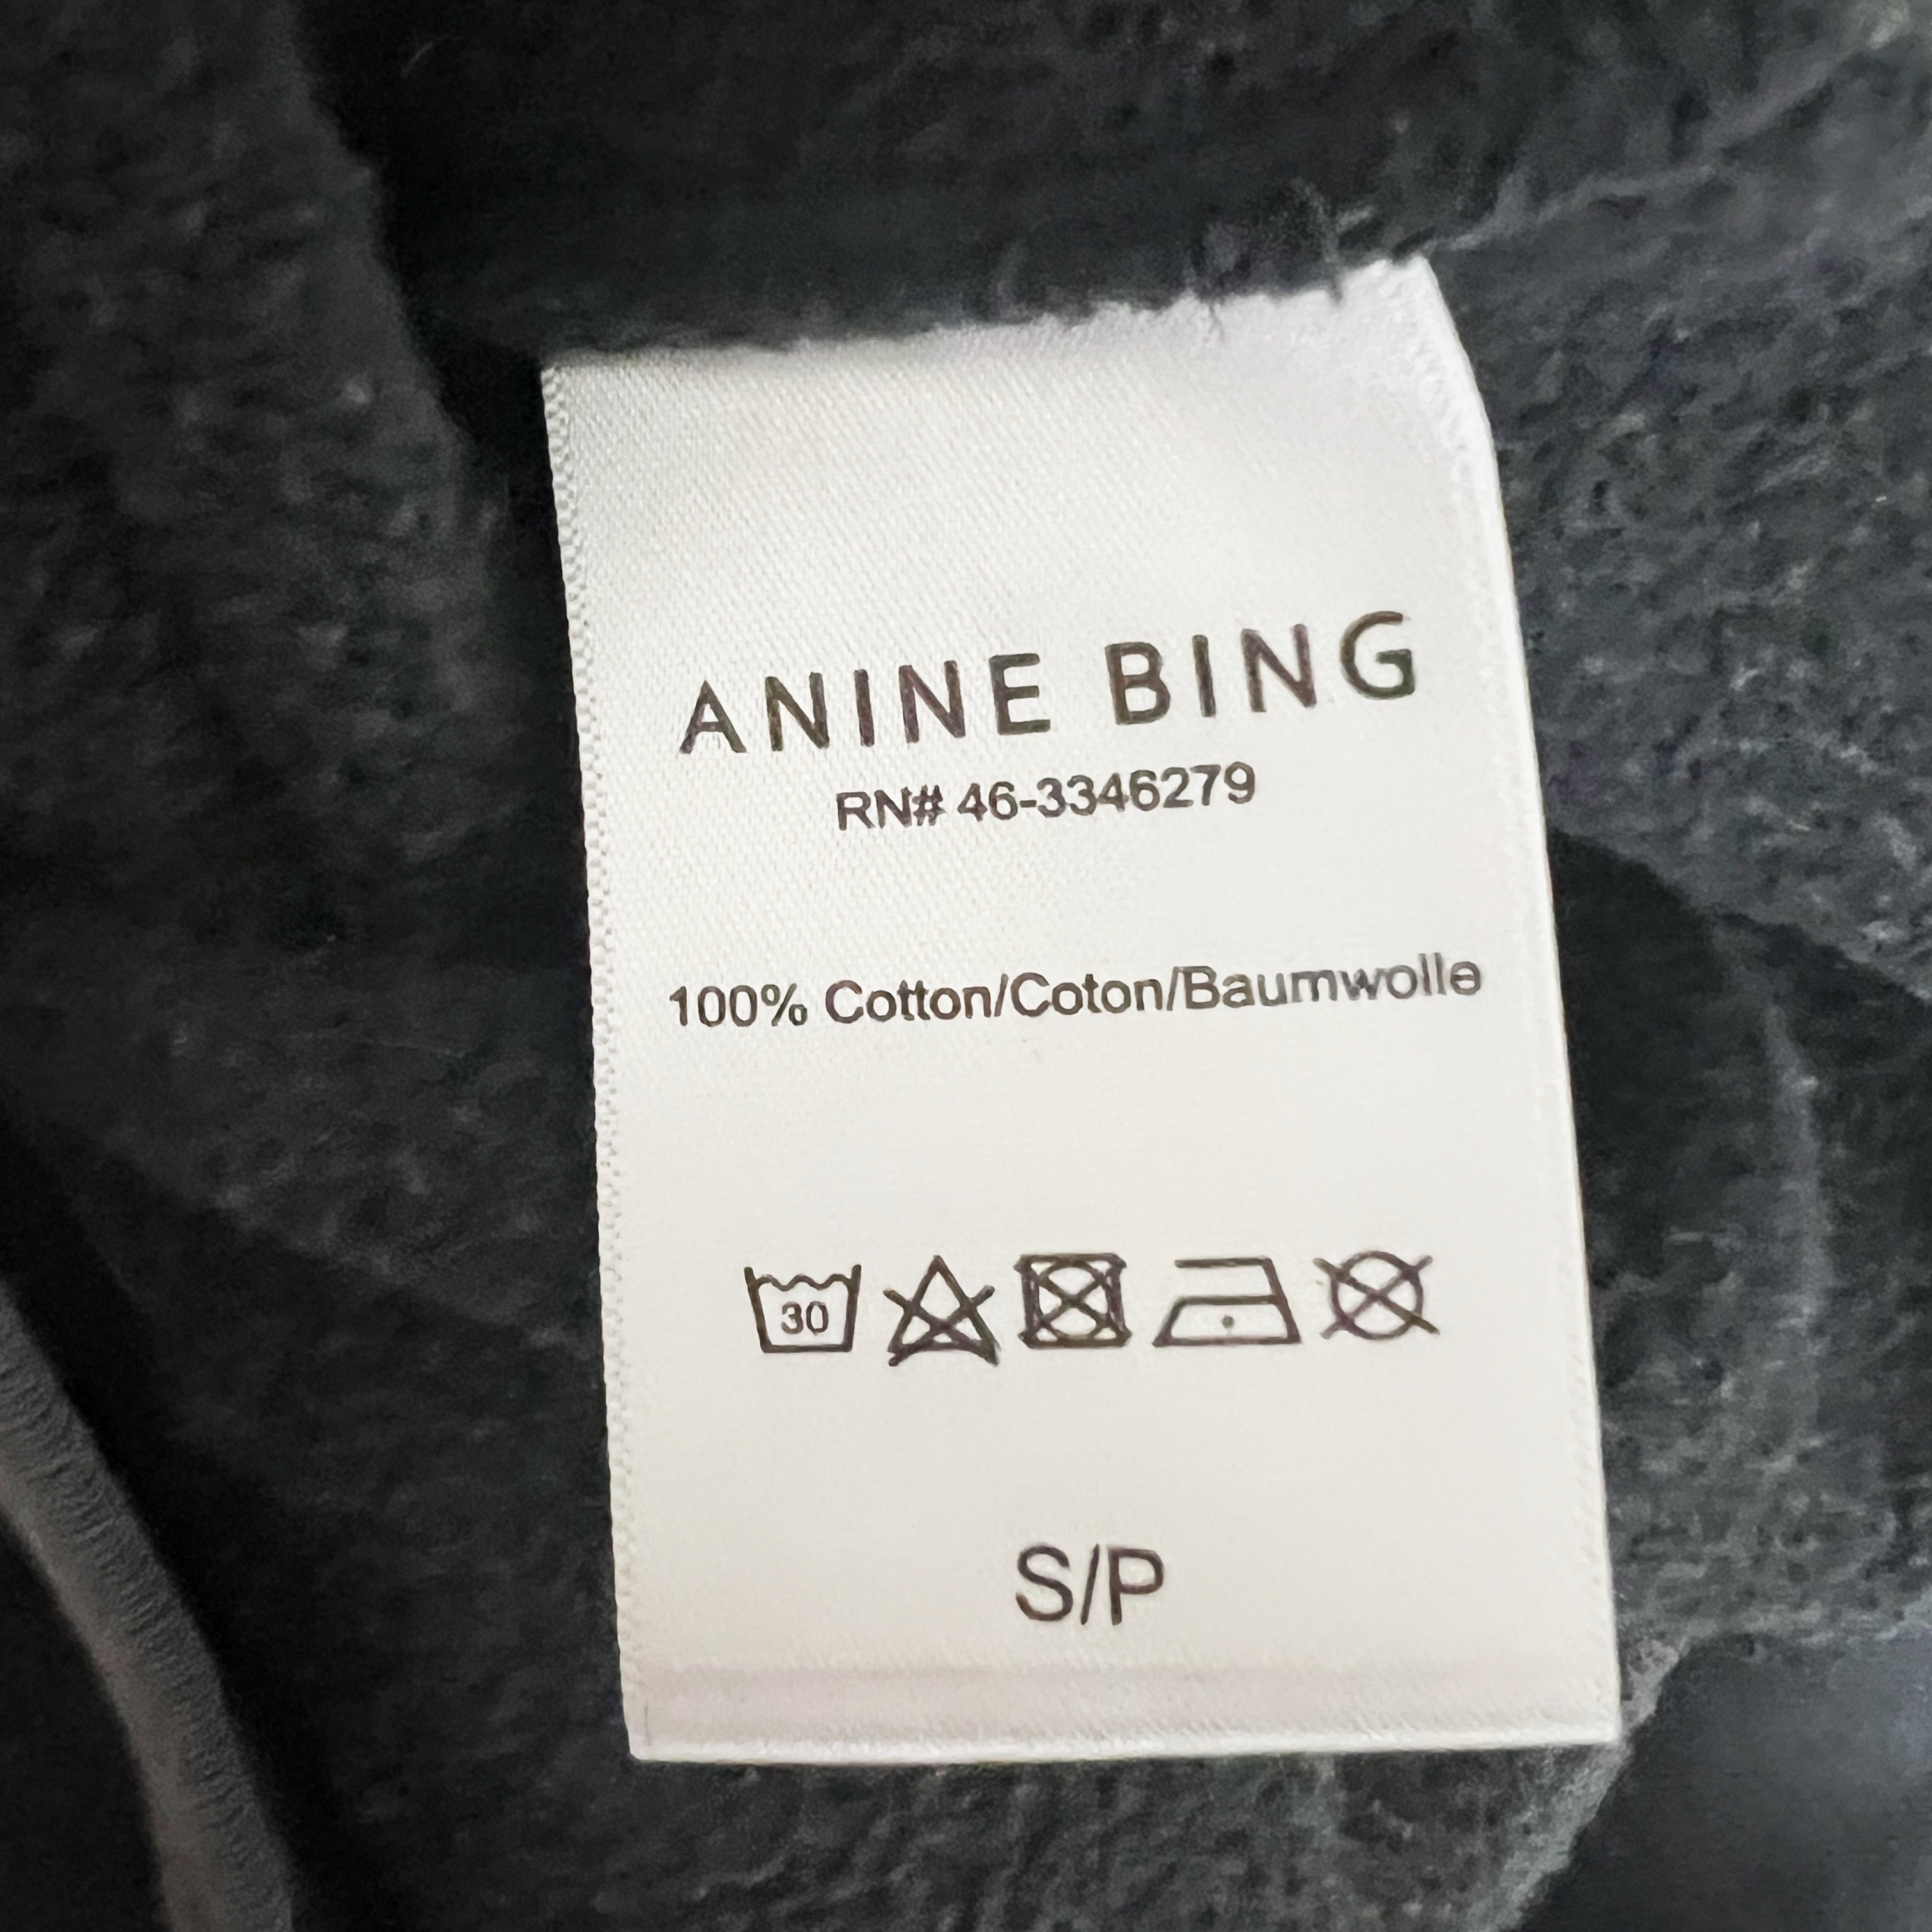 ANINE BING
RN# 46-3346279
100% Cotton/Coton/Baumwolle
30
S/P